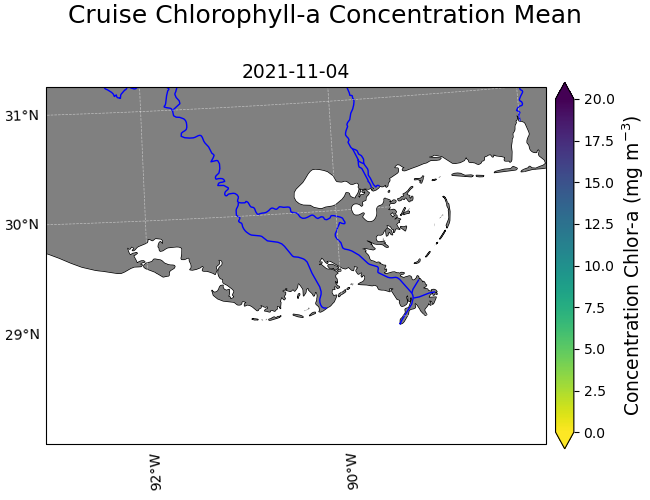 Cruise Chlorophyll-a Concentration Mean
2021-11-04
31°N
30°N
29°N
92°W
90°W
20.0
17.5
15.0
12.5
10.0
7.5
5.0
2.5
0.0
Concentration Chlor-a (mg m⁻³)